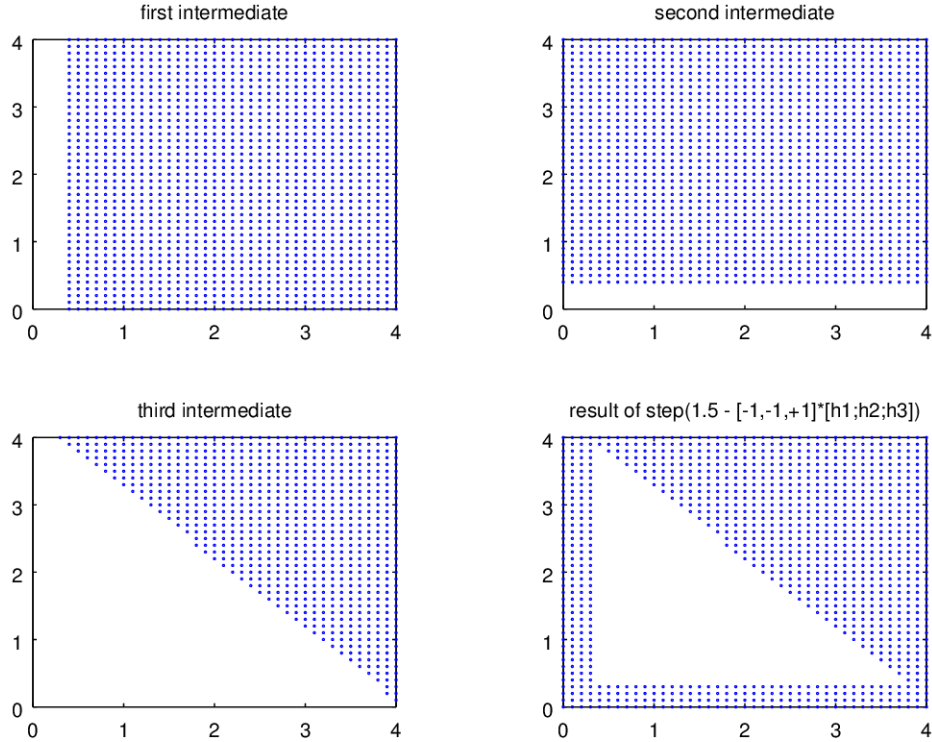 first intermediate
second intermediate
4
3
2
1
0
0 1 2 3 4
4
3
2
1
0
0 1 2 3 4
third intermediate
result of step(1.5 - [-1,-1,+1]*[h1;h2;h3])
4
3
2
1
0
0 1 2 3 4
4
3
2
1
0
0 1 2 3 4